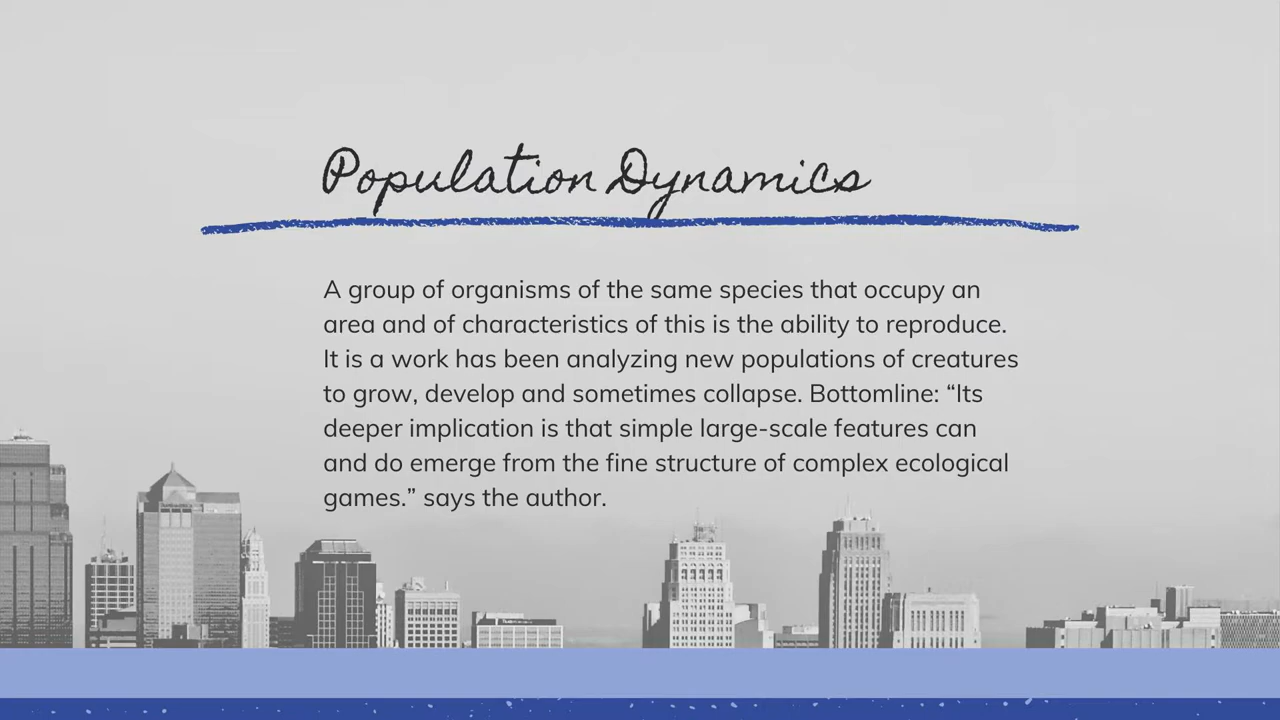 Population Dynamics
A group of organisms of the same species that occupy an
area and of characteristics of this is the ability to reproduce.
It is a work has been analyzing new populations of creatures
to grow, develop and sometimes collapse. Bottomline: “Its
deeper implication is that simple large-scale features can
and do emerge from the fine structure of complex ecological
games.” says the author.